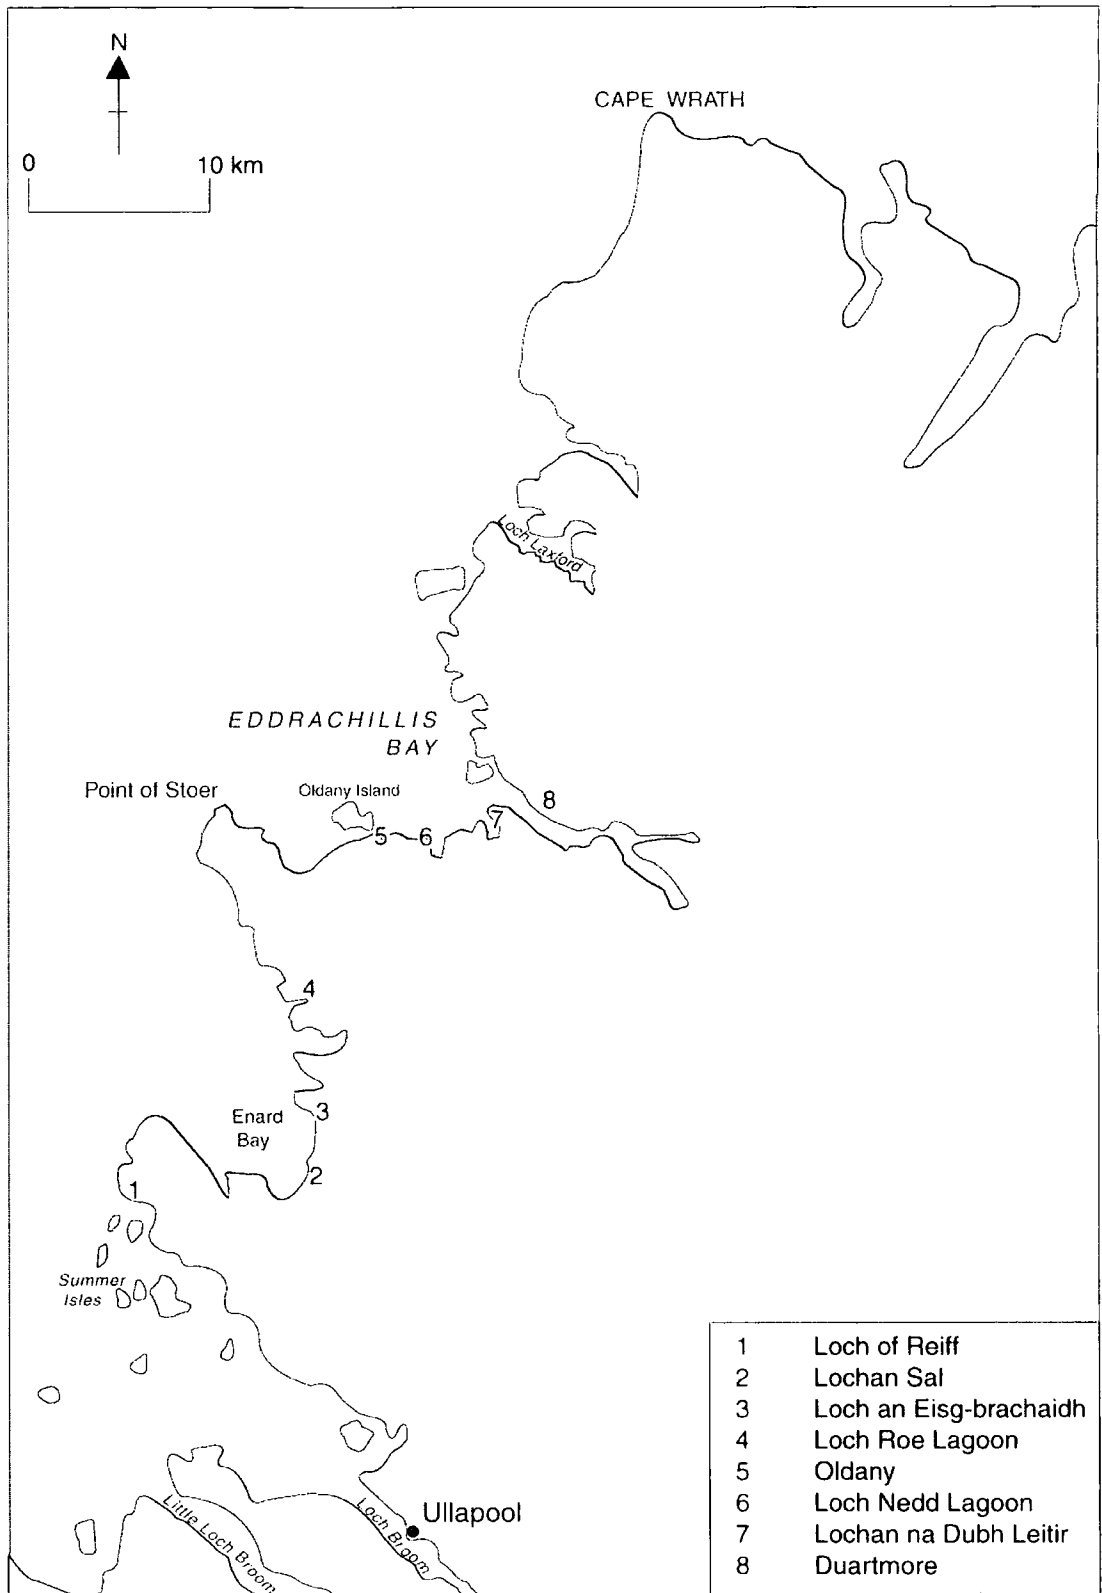 N
0 10 km
CAPE WRATH
Loch Laxford
EDDRACHILLIS
BAY
Point of Stoer
Oldany Island
8
7
5
6
4
Enard
Bay
3
2
1
Summer
Isles
Little Loch Broom
Loch Broom
Ullapool
1 Loch of Reiff
2 Lochan Sal
3 Loch an Eisg-brachaidh
4 Loch Roe Lagoon
5 Oldany
6 Loch Nedd Lagoon
7 Lochan na Dubh Leitir
8 Duartmore